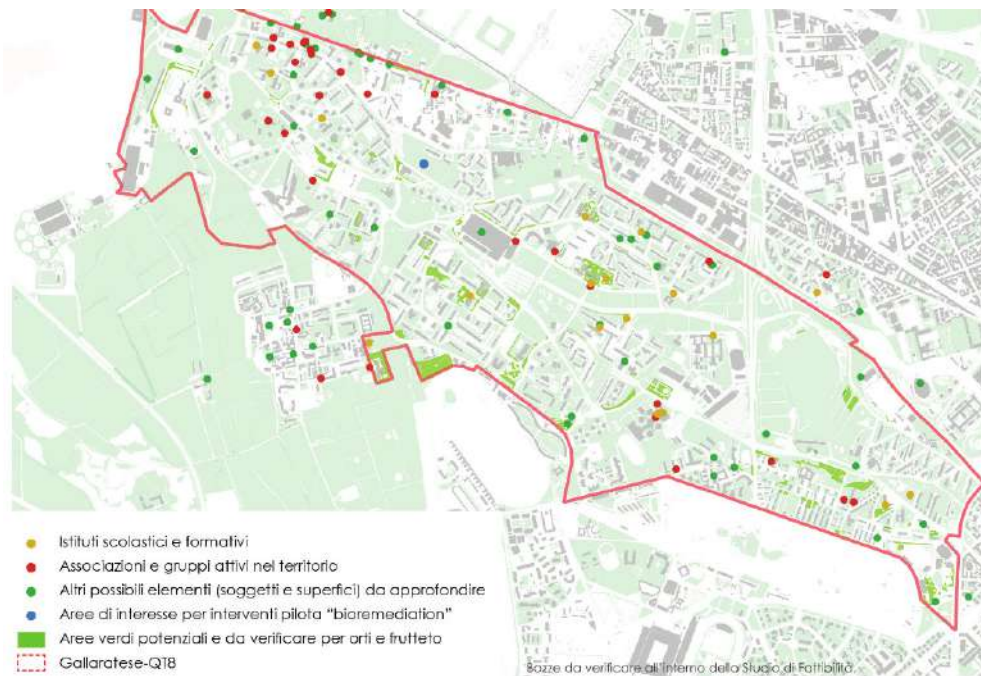 Istituti scolastici e formativi
Associazioni e gruppi attivi nel territorio
Altri possibili elementi (soggetti e superfici) da approfondire
Aree di interesse per interventi pilota "bioremediation"
Aree verdi potenziali e da verificare per orti e frutteto
Gallaratese-QT8
Bozze da verificare all'interno dello Studio di Fattibilità.